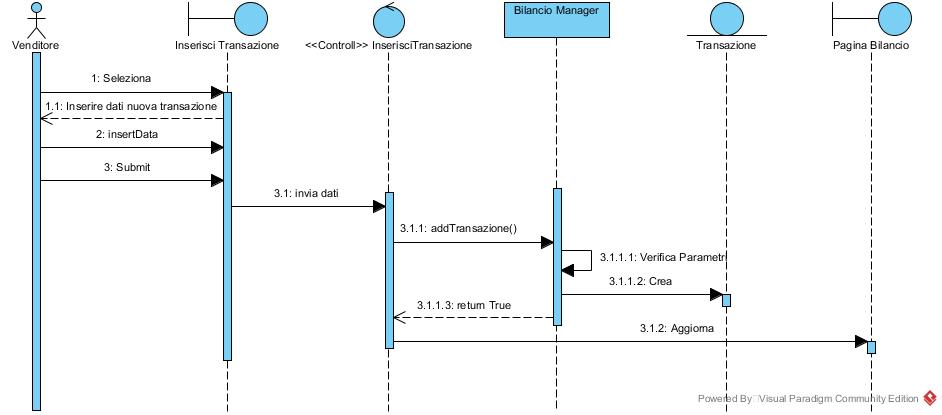 Bilancio Manager
Venditore
Inserisci Transazione
<<Controll>> InserisciTransazione
Transazione
Pagina Bilancio
1: Seleziona
1.1: Inserire dati nuova transazione
2: insertData
3: Submit
3.1: invia dati
3.1.1: addTransazione()
3.1.1.1: Verifica Parametri
3.1.1.2: Crea
3.1.1.3: return True
3.1.2: Aggiorna
Powered By Visual Paradigm Community Edition